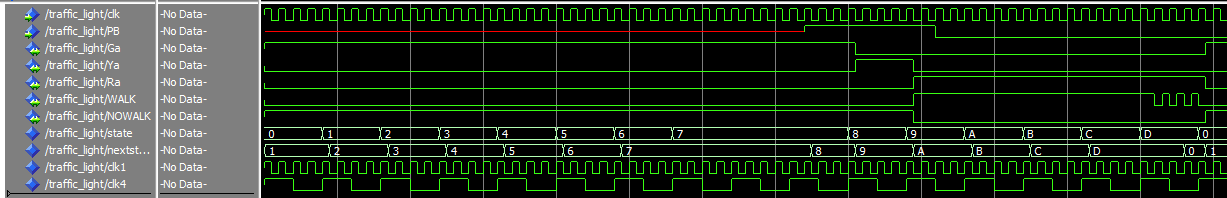 /traffic_light/clk -No Data-
/traffic_light/PB -No Data-
/traffic_light/Ga -No Data-
/traffic_light/Ya -No Data-
/traffic_light/Ra -No Data-
/traffic_light/WALK -No Data-
/traffic_light/NOWALK -No Data-
/traffic_light/state -No Data- 0 1 2 3 4 5 6 7 8 9 A B C D 0
/traffic_light/nextst... -No Data- 1 2 3 4 5 6 7 8 9 A B C D 0 1
/traffic_light/clk1 -No Data-
/traffic_light/clk4 -No Data-